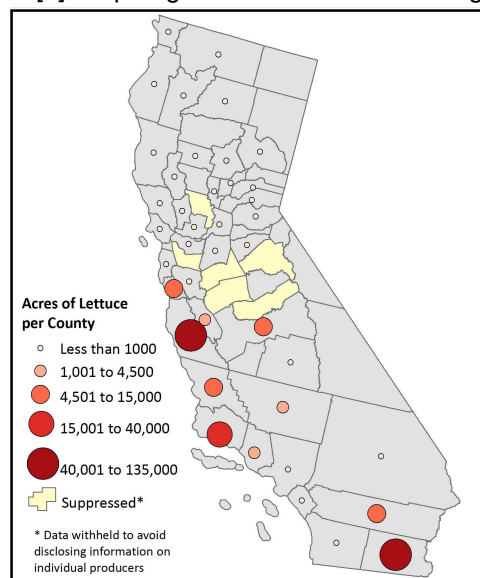 Acres of Lettuce
per County
Less than 1000
1,001 to 4,500
4,501 to 15,000
15,001 to 40,000
40,001 to 135,000
Suppressed*
* Data withheld to avoid
disclosing information on
individual producers